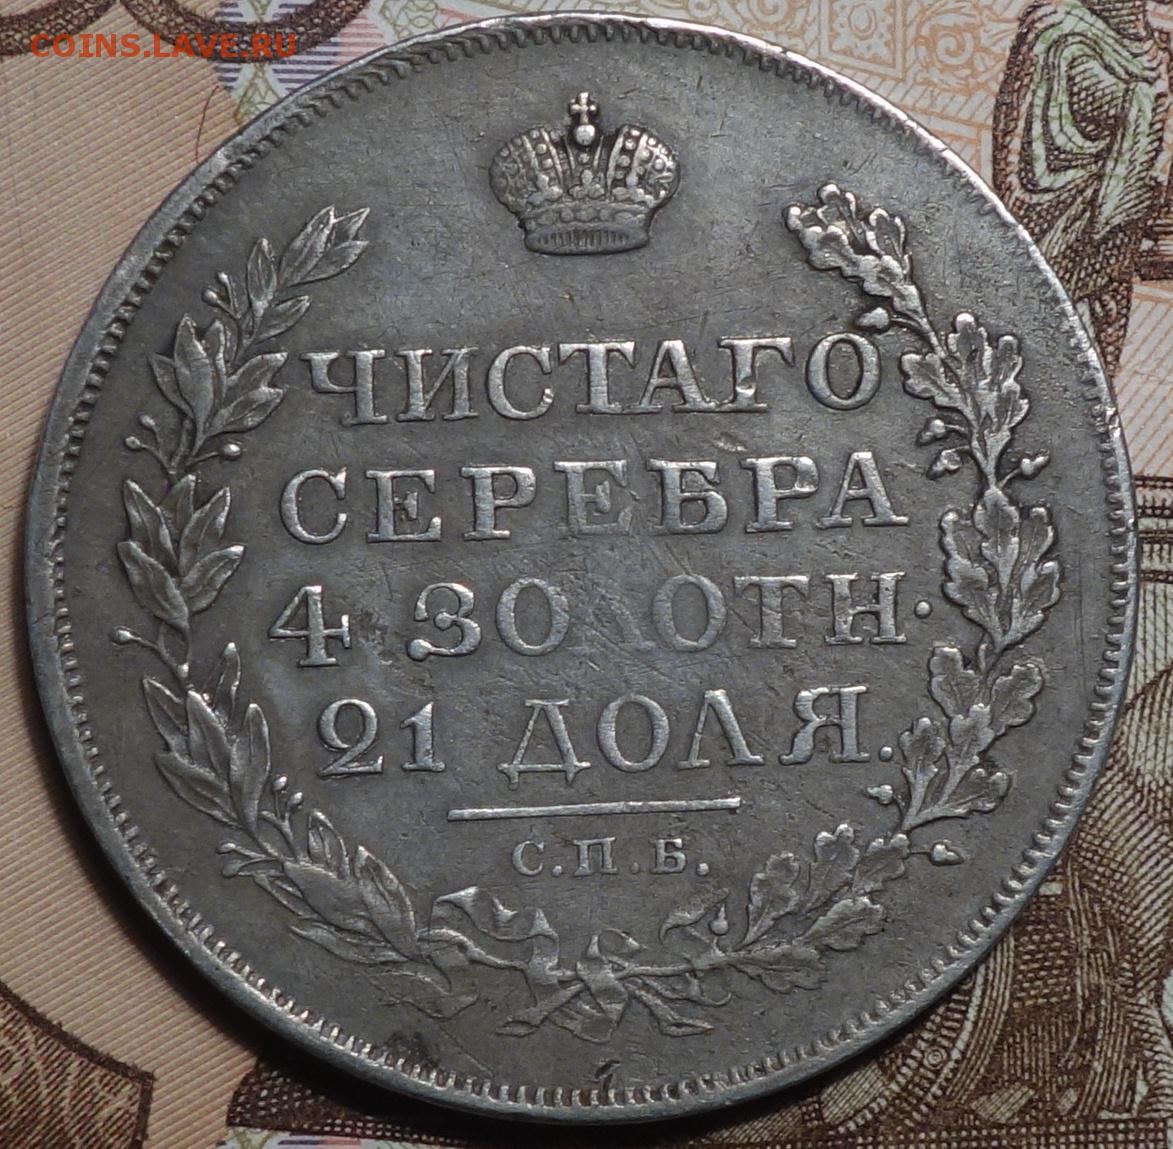 COINS.LAVE.RU
ЧИСТАГО
СЕРЕБРА
4 ЗОЛОТН.
21 ДОЛЯ.
С.П.Б.